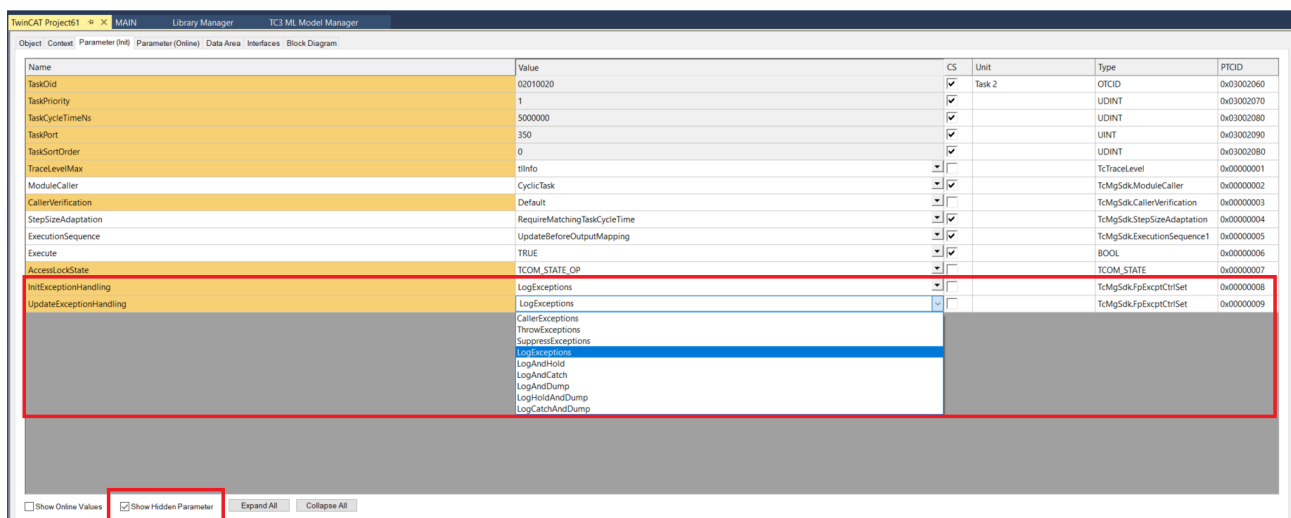 TwinCAT Project61 MAIN Library Manager TC3 ML Model Manager
Object Context Parameter (Init) Parameter (Online) Data Area Interfaces Block Diagram
Name Value CS Unit Type PTCID
TaskOid 02010020 Task 2 OTCID 0x03002060
TaskPriority 1 UDINT 0x03002070
TaskCycleTimeNs 5000000 UDINT 0x03002080
TaskPort 350 UINT 0x03002090
TaskSortOrder 0 UDINT 0x030020B0
TraceLevelMax tlInfo TcTraceLevel 0x00000001
ModuleCaller CyclicTask TcMgSdk.ModuleCaller 0x00000002
CallerVerification Default TcMgSdk.CallerVerification 0x00000003
StepSizeAdaptation RequireMatchingTaskCycleTime TcMgSdk.StepSizeAdaptation 0x00000004
ExecutionSequence UpdateBeforeOutputMapping TcMgSdk.ExecutionSequence1 0x00000005
Execute TRUE BOOL 0x00000006
AccessLockState TCOM_STATE_OP TCOM_STATE 0x00000007
InitExceptionHandling LogExceptions TcMgSdk.FpExcptCtrlSet 0x00000008
UpdateExceptionHandling LogExceptions TcMgSdk.FpExcptCtrlSet 0x00000009
CallerExceptions
ThrowExceptions
SuppressExceptions
LogExceptions
LogAndHold
LogAndCatch
LogAndDump
LogHoldAndDump
LogCatchAndDump
Show Online Values Show Hidden Parameter Expand All Collapse All